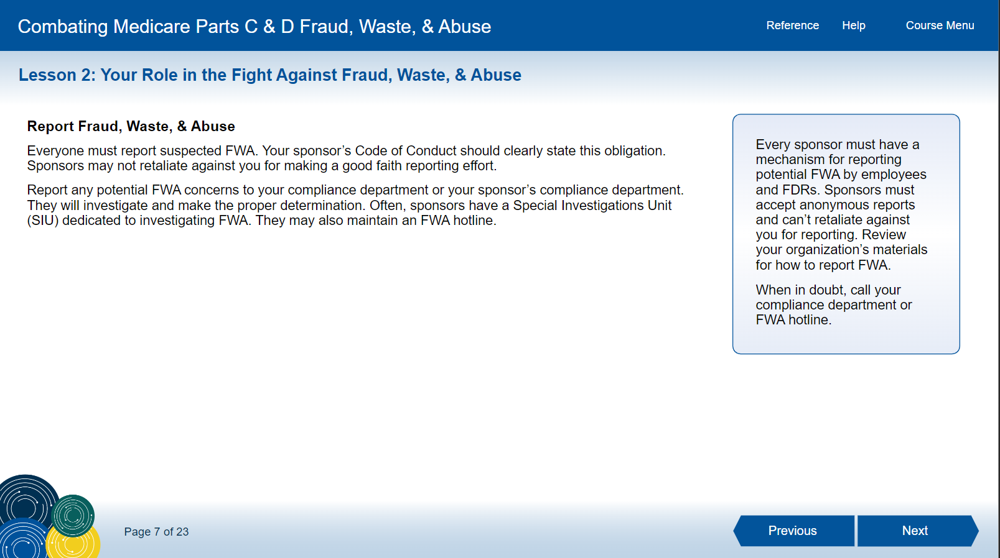 Combating Medicare Parts C & D Fraud, Waste, & Abuse
Reference
Help
Course Menu
Lesson 2: Your Role in the Fight Against Fraud, Waste, & Abuse
Report Fraud, Waste, & Abuse
Everyone must report suspected FWA. Your sponsor’s Code of Conduct should clearly state this obligation.
Sponsors may not retaliate against you for making a good faith reporting effort.
Report any potential FWA concerns to your compliance department or your sponsor’s compliance department.
They will investigate and make the proper determination. Often, sponsors have a Special Investigations Unit
(SIU) dedicated to investigating FWA. They may also maintain an FWA hotline.
Every sponsor must have a
mechanism for reporting
potential FWA by employees
and FDRs. Sponsors must
accept anonymous reports
and can’t retaliate against
you for reporting. Review
your organization’s materials
for how to report FWA.
When in doubt, call your
compliance department or
FWA hotline.
Page 7 of 23
Previous
Next